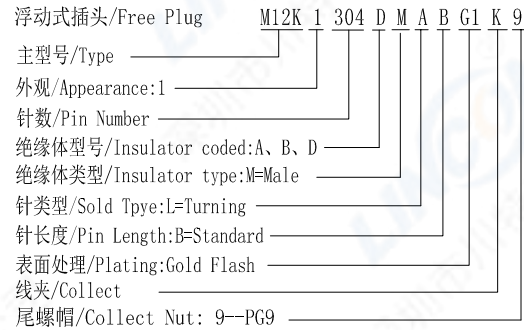 浮动式插头/Free Plug M12K 1 304 D M A B G1 K 9
主型号/Type
外观/Appearance:1
针数/Pin Number
绝缘体型号/Insulator coded:A、B、D
绝缘体类型/Insulator type:M=Male
针类型/Sold Tpye:L=Turning
针长度/Pin Length:B=Standard
表面处理/Plating:Gold Flash
线夹/Collect
尾螺帽/Collect Nut: 9--PG9